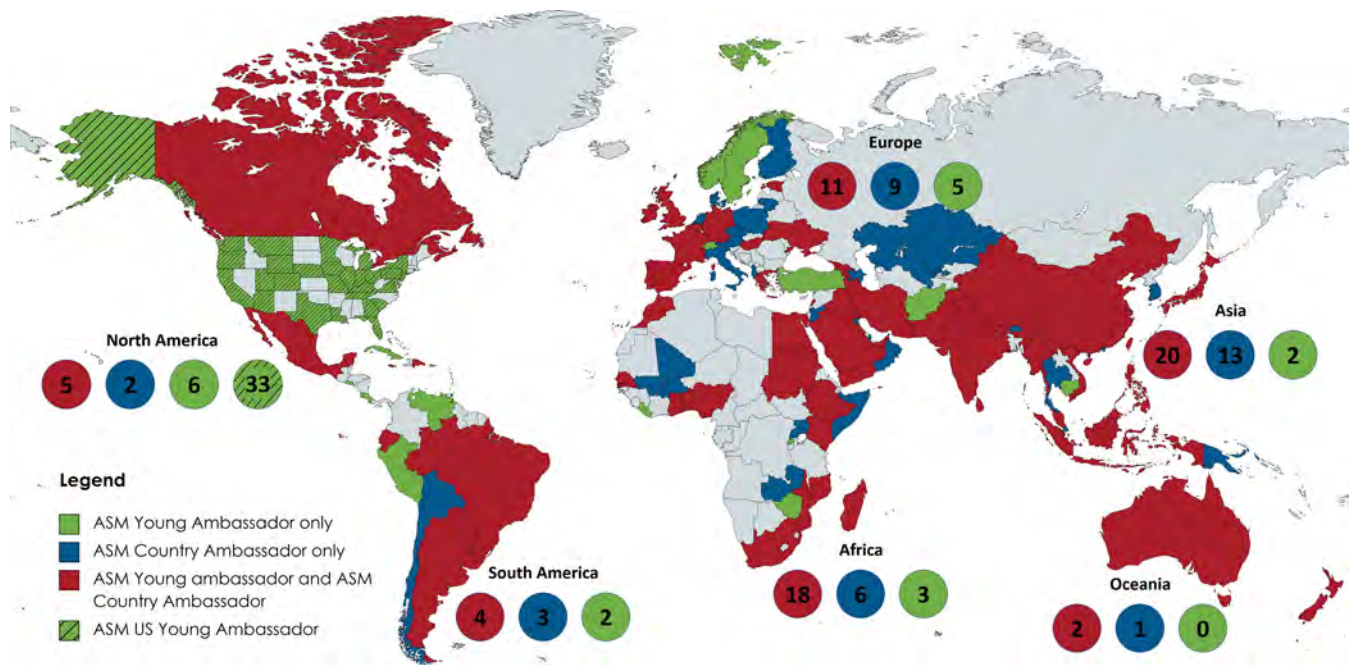 Europe
11 9 5
Asia
20 13 2
North America
5 2 6 33
Legend
ASM Young Ambassador only
ASM Country Ambassador only
ASM Young ambassador and ASM
Country Ambassador
ASM US Young Ambassador
South America
4 3 2
Africa
18 6 3
Oceania
2 1 0